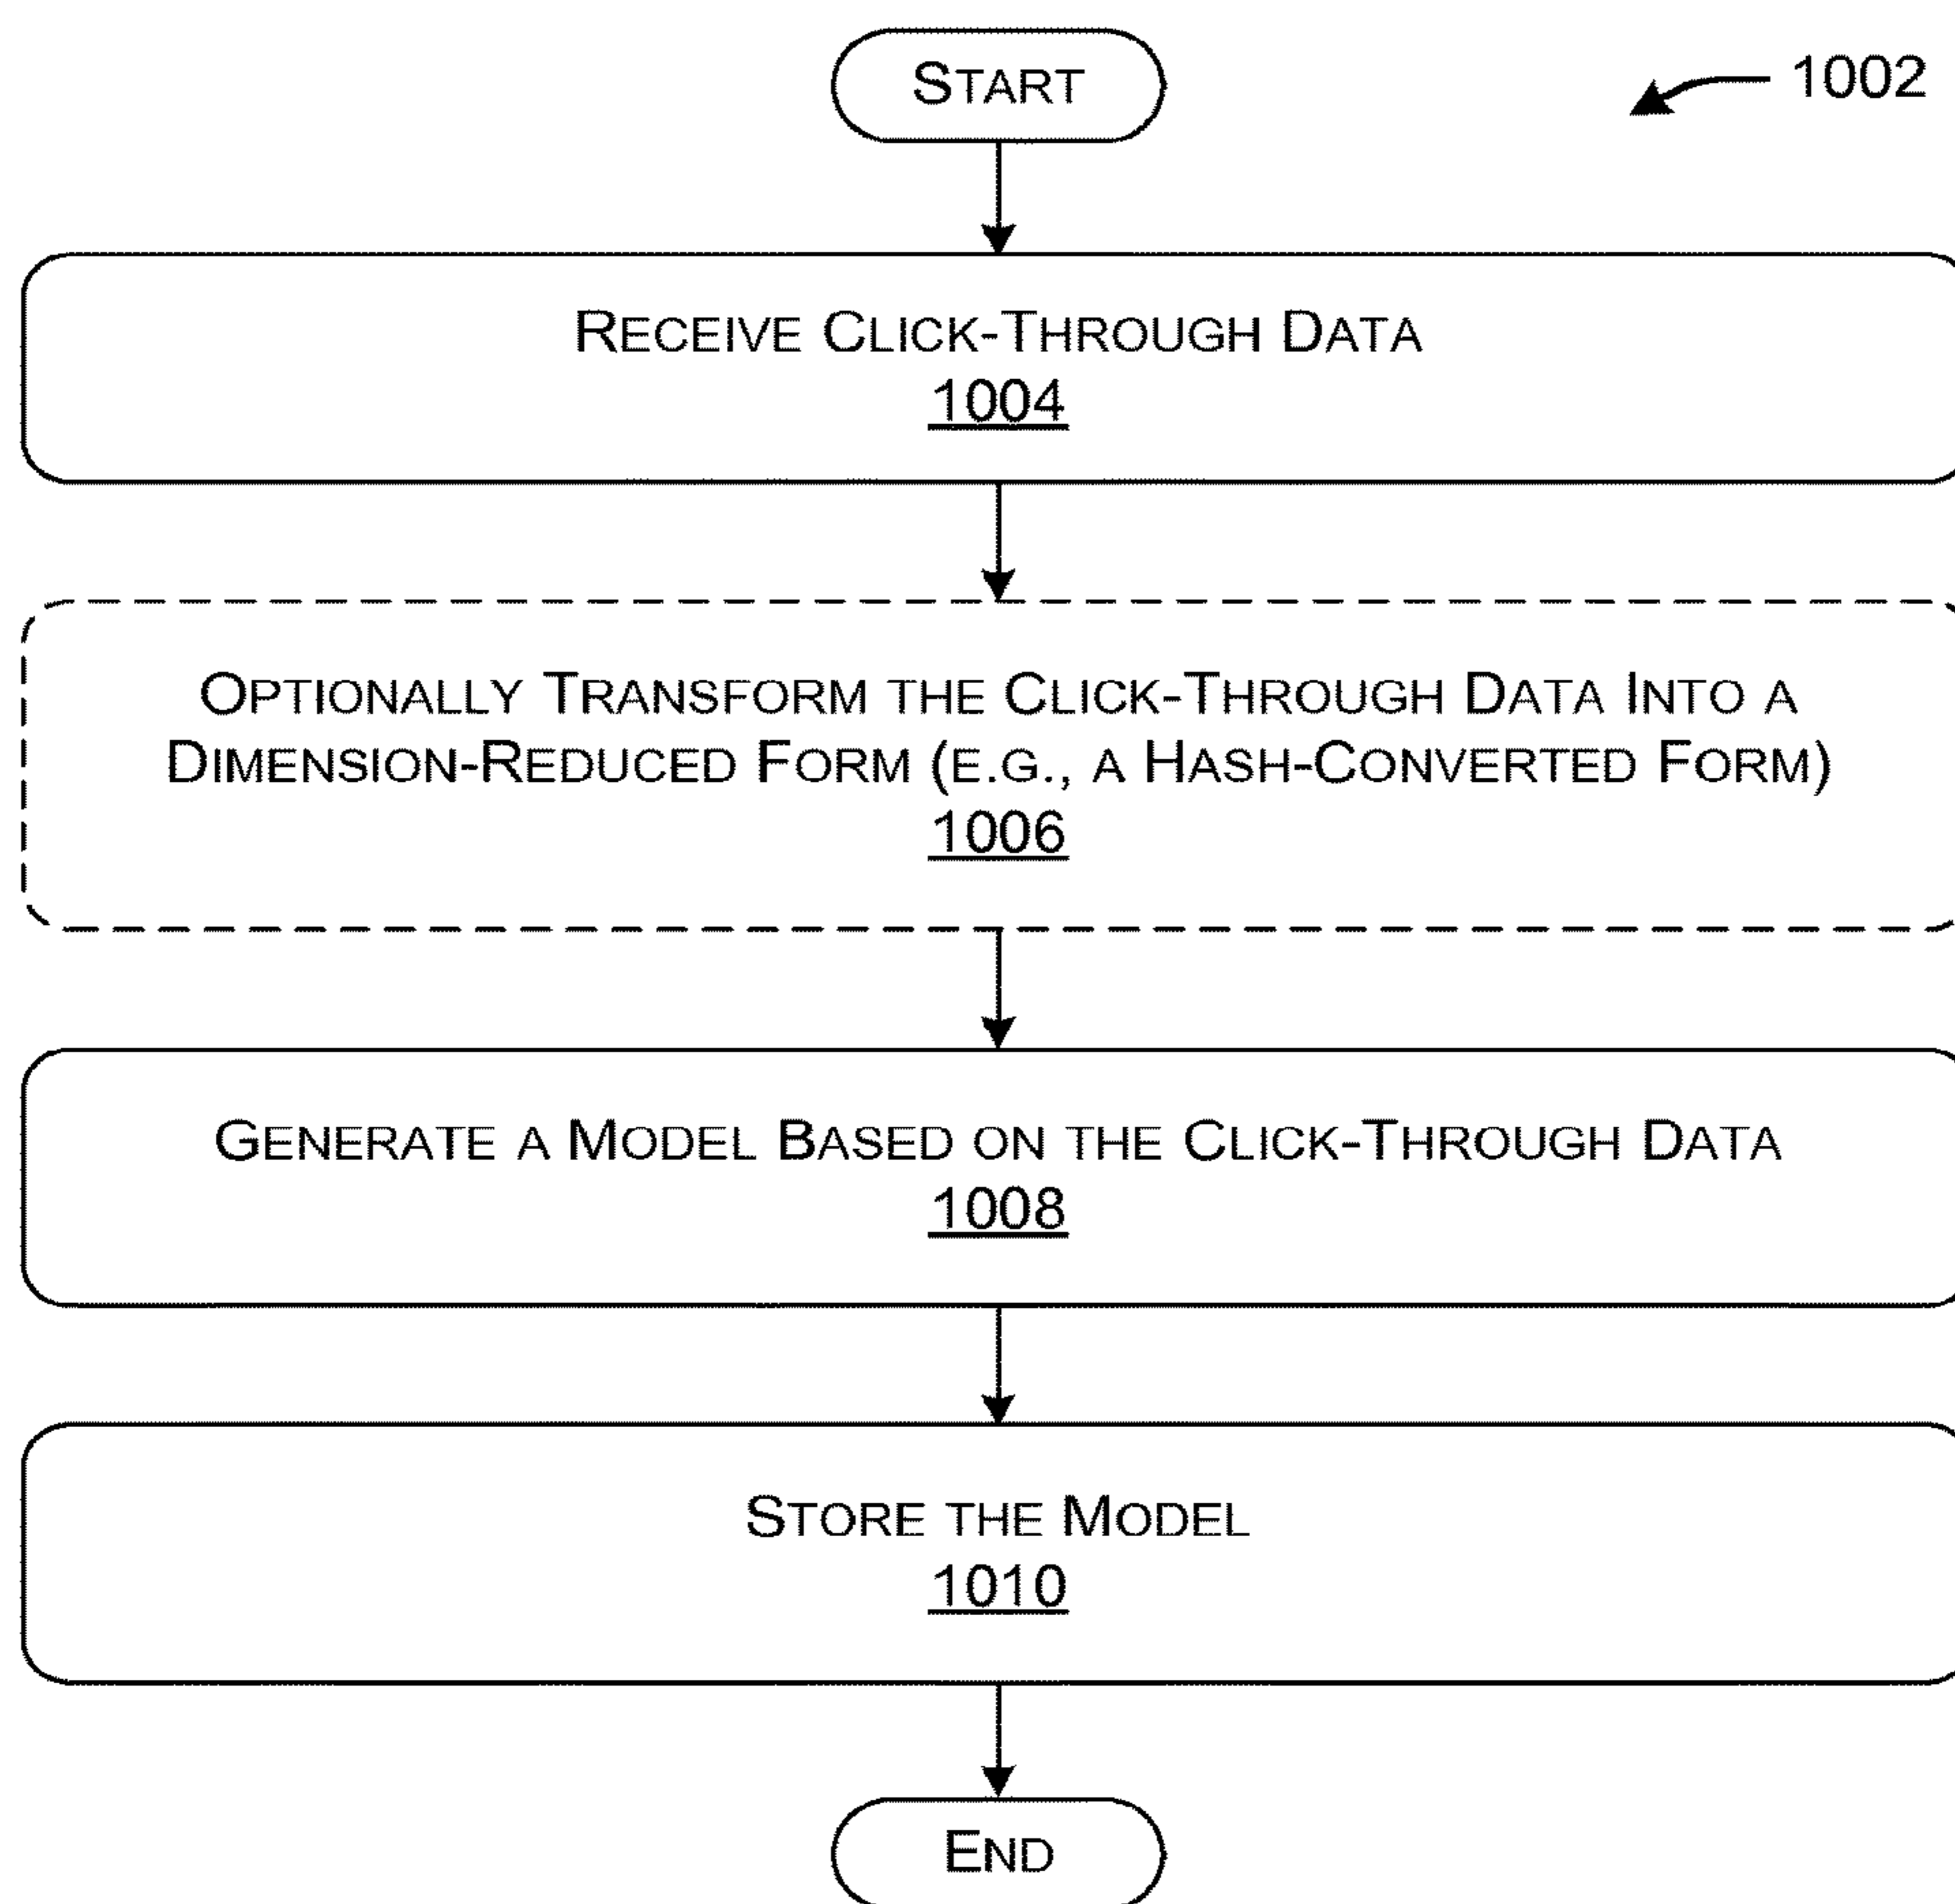 START
1002
RECEIVE CLICK-THROUGH DATA
1004
OPTIONALLY TRANSFORM THE CLICK-THROUGH DATA INTO A
DIMENSION-REDUCED FORM (E.G., A HASH-CONVERTED FORM)
1006
GENERATE A MODEL BASED ON THE CLICK-THROUGH DATA
1008
STORE THE MODEL
1010
END